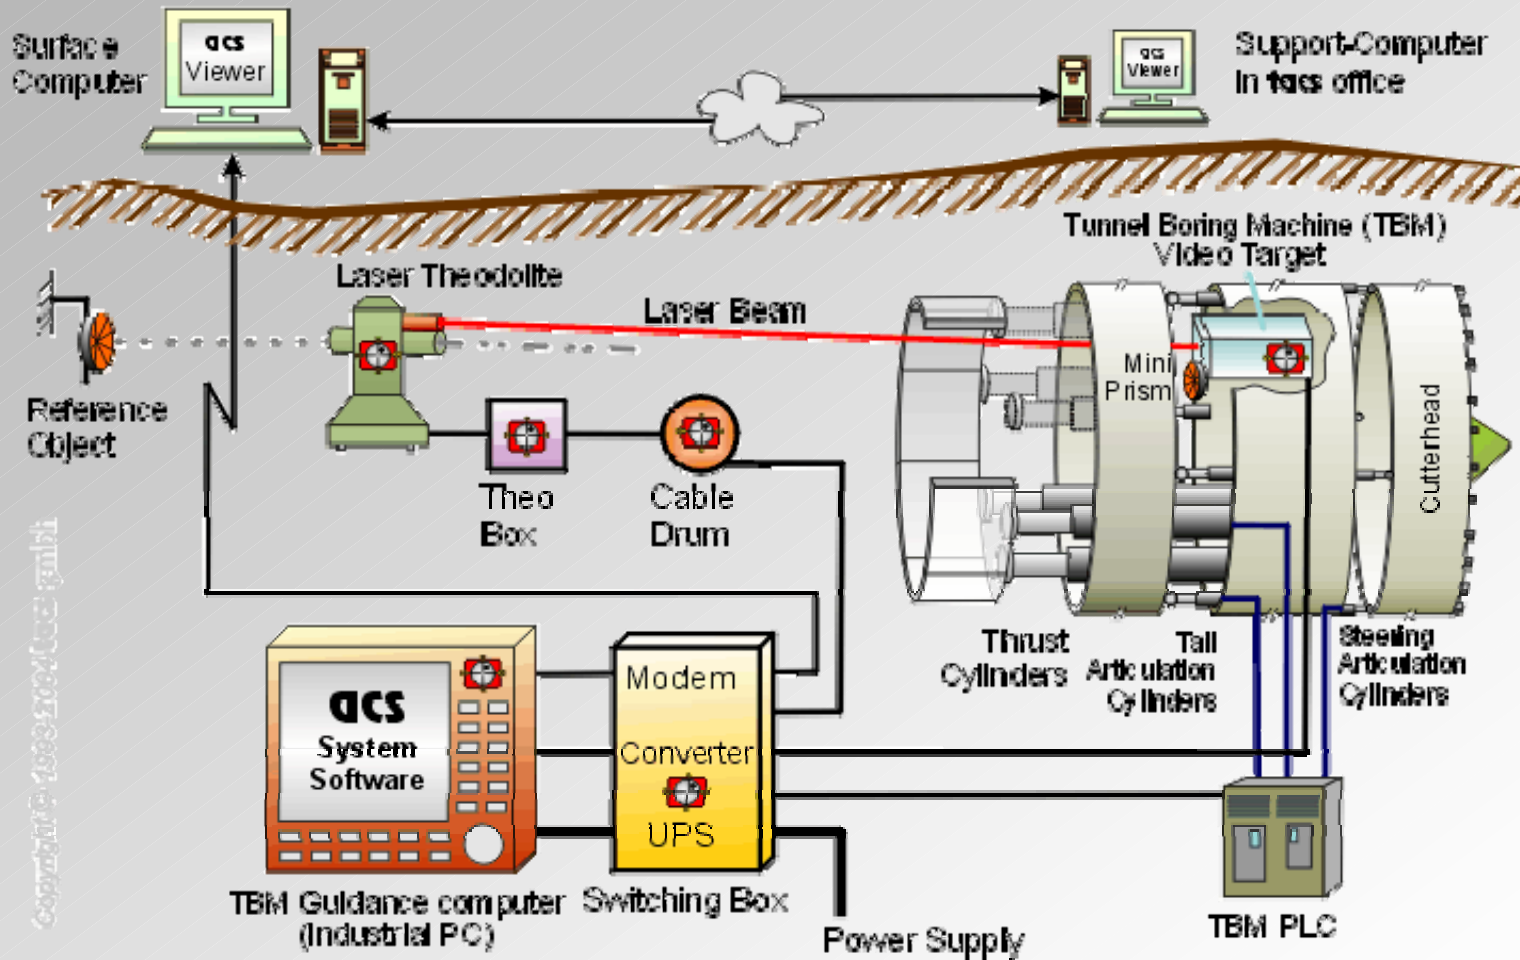 Surface
Computer
acs
Viewer
acs
Viewer
Support-Computer
in tacs office
Tunnel Boring Machine (TBM)
Video Target
Laser Theodolite
Laser Beam
Mini
Prism
Reference
Object
Cutterhead
Theo
Box
Cable
Drum
Thrust
Cylinders
Tail
Articulation
Cylinders
Steering
Articulation
Cylinders
acs
System
Software
Modem
Converter
UPS
TBM Guidance computer
(Industrial PC)
Switching Box
Power Supply
TBM PLC
Copyright © gmbh